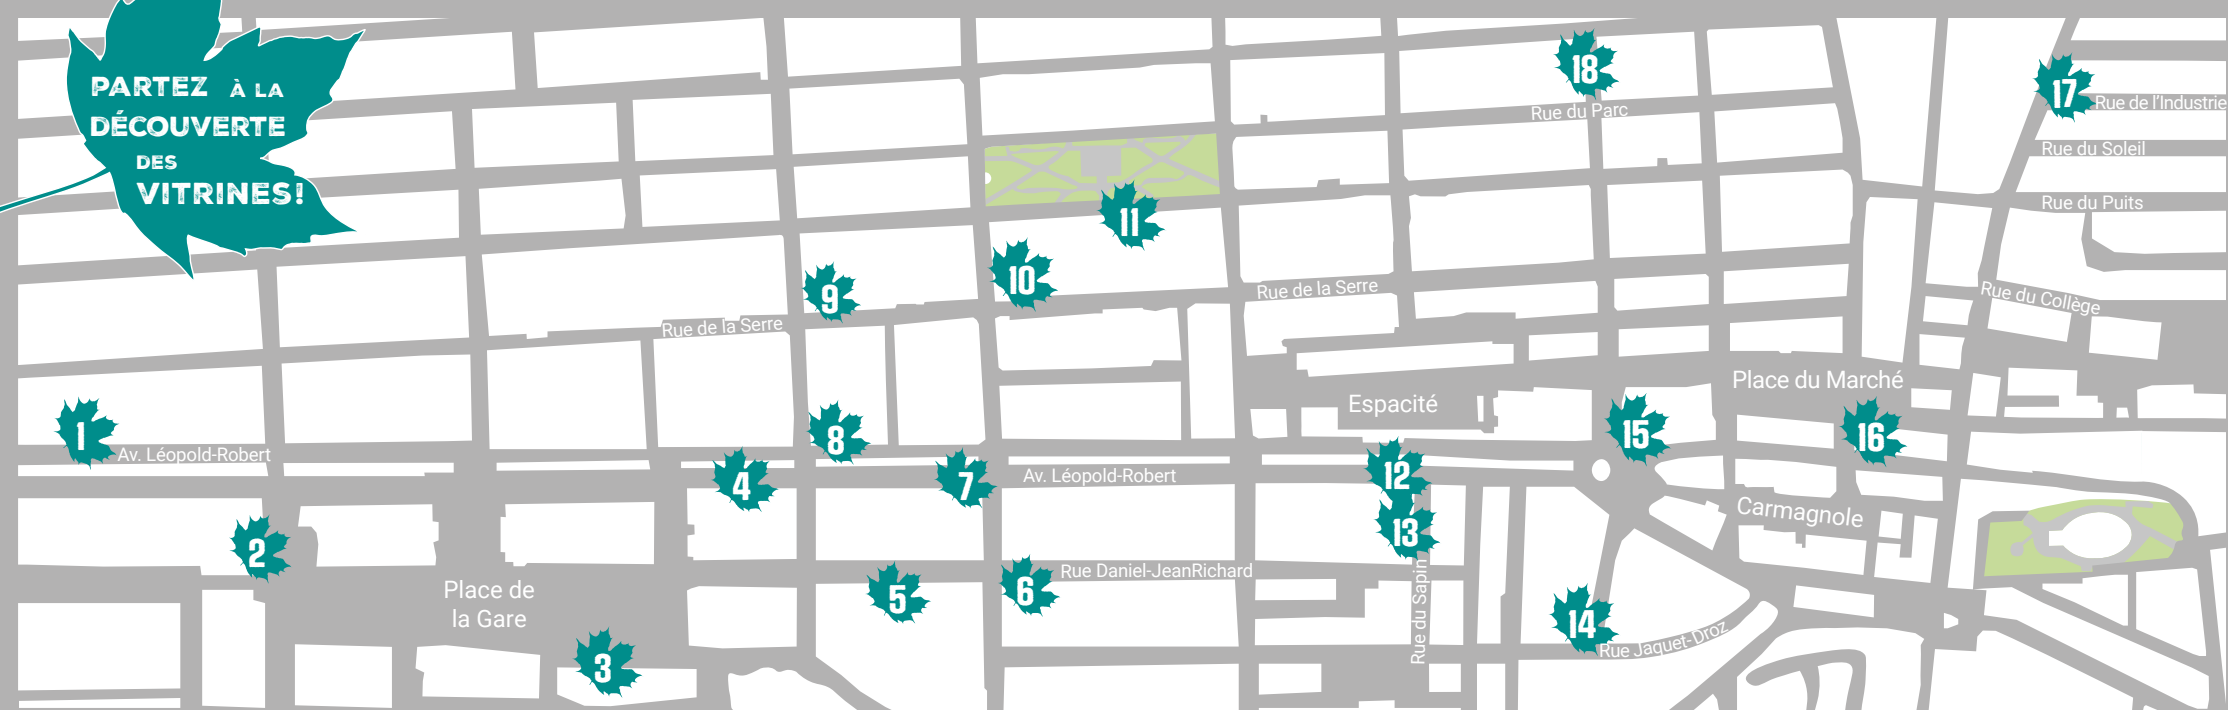 PARTEZ À LA
DÉCOUVERTE
DES
VITRINES!
18
17
Rue de l'Industrie
Rue du Parc
Rue du Soleil
Rue du Puits
11
10
9
Rue de la Serre
Rue du Collège
Rue de la Serre
Place du Marché
Espacité
1
8
15
16
Av. Léopold-Robert
4
7
Av. Léopold-Robert
12
Carmagnole
13
2
Rue Daniel-JeanRichard
Place de
la Gare
5
6
Rue du Sapin
14
Rue Jaquet-Droz
3